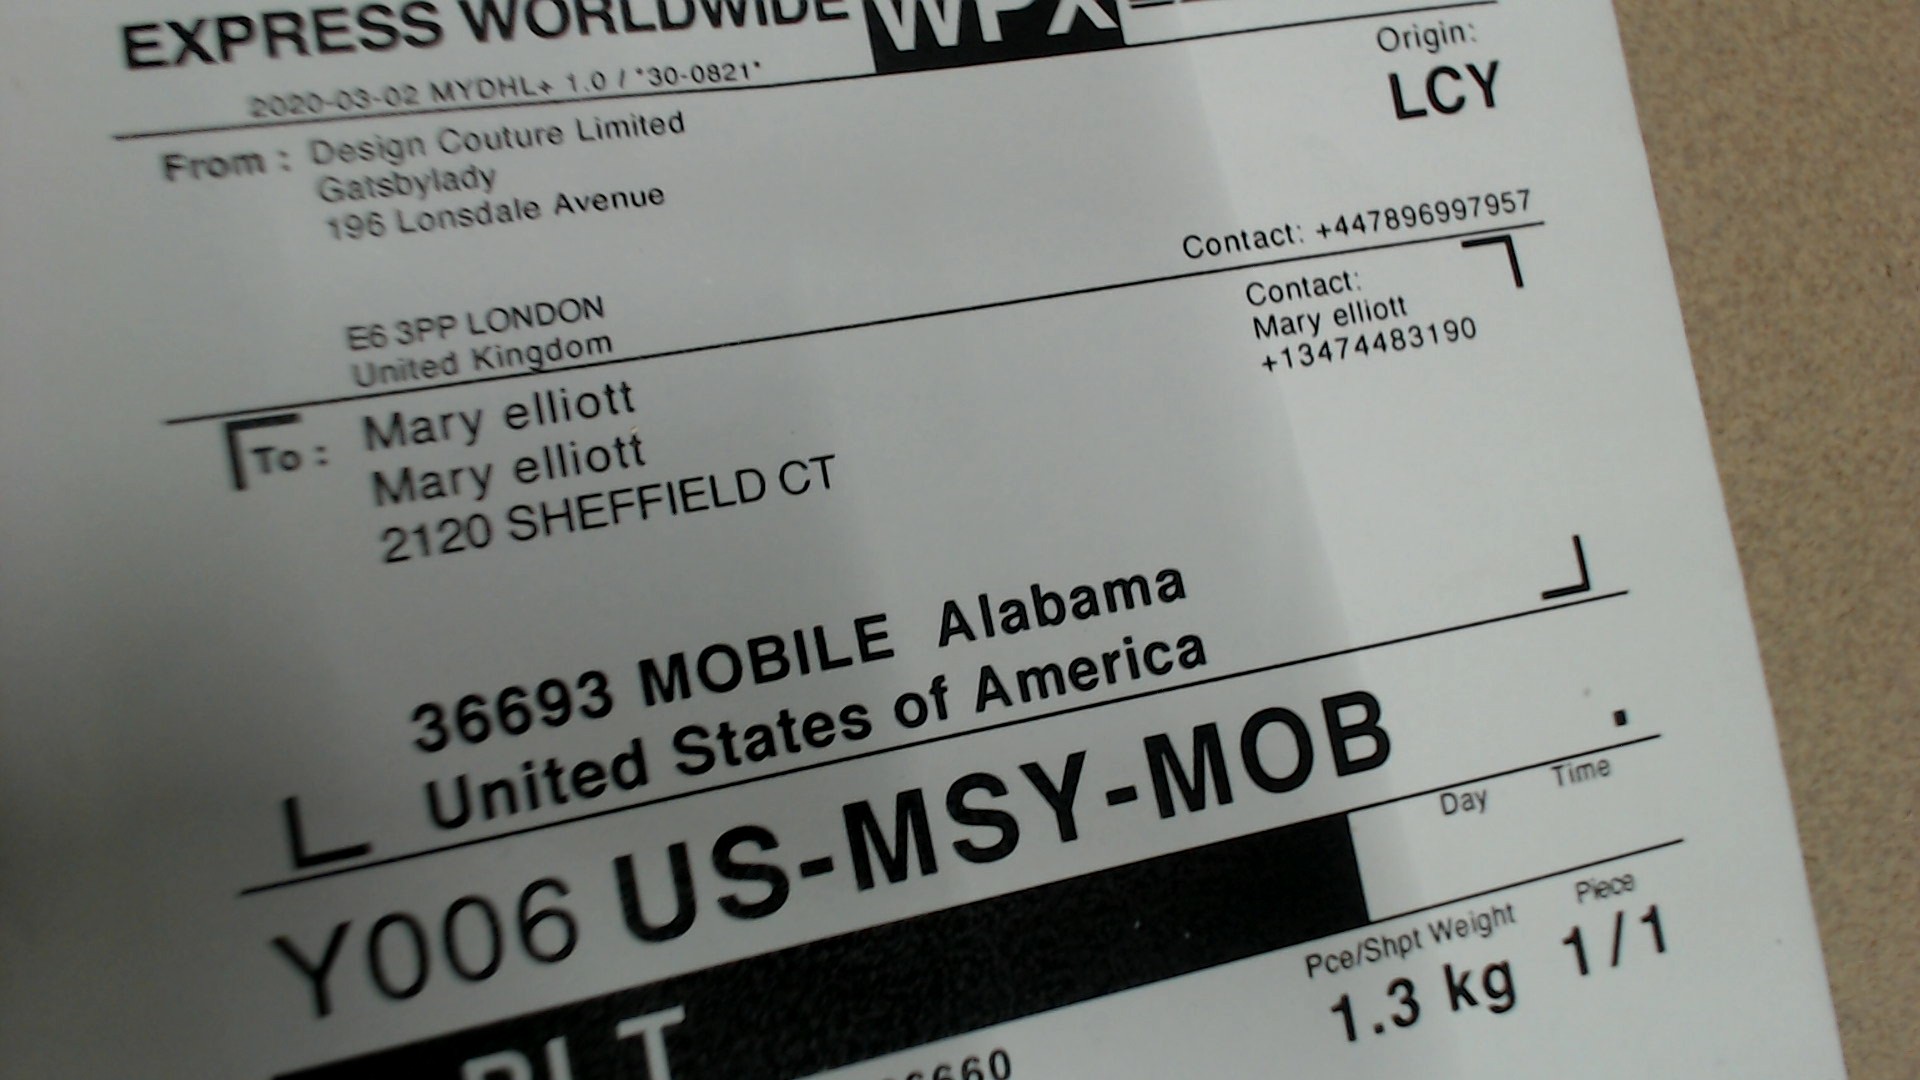 EXPRESS WORLDWIDE WPX
2020-03-02 MYDHL+ 1.0 / *30-0821*
Origin:
LCY
From : Design Couture Limited
Gatsbylady
196 Lonsdale Avenue
E6 3PP LONDON
United Kingdom
Contact: +447896997957
To : Mary elliott
Mary elliott
2120 SHEFFIELD CT
Contact:
Mary elliott
+13474483190
36693 MOBILE Alabama
United States of America
Y006 US-MSY-MOB
Day Time
Pce/Shpt Weight Piece
1.3 kg 1/1